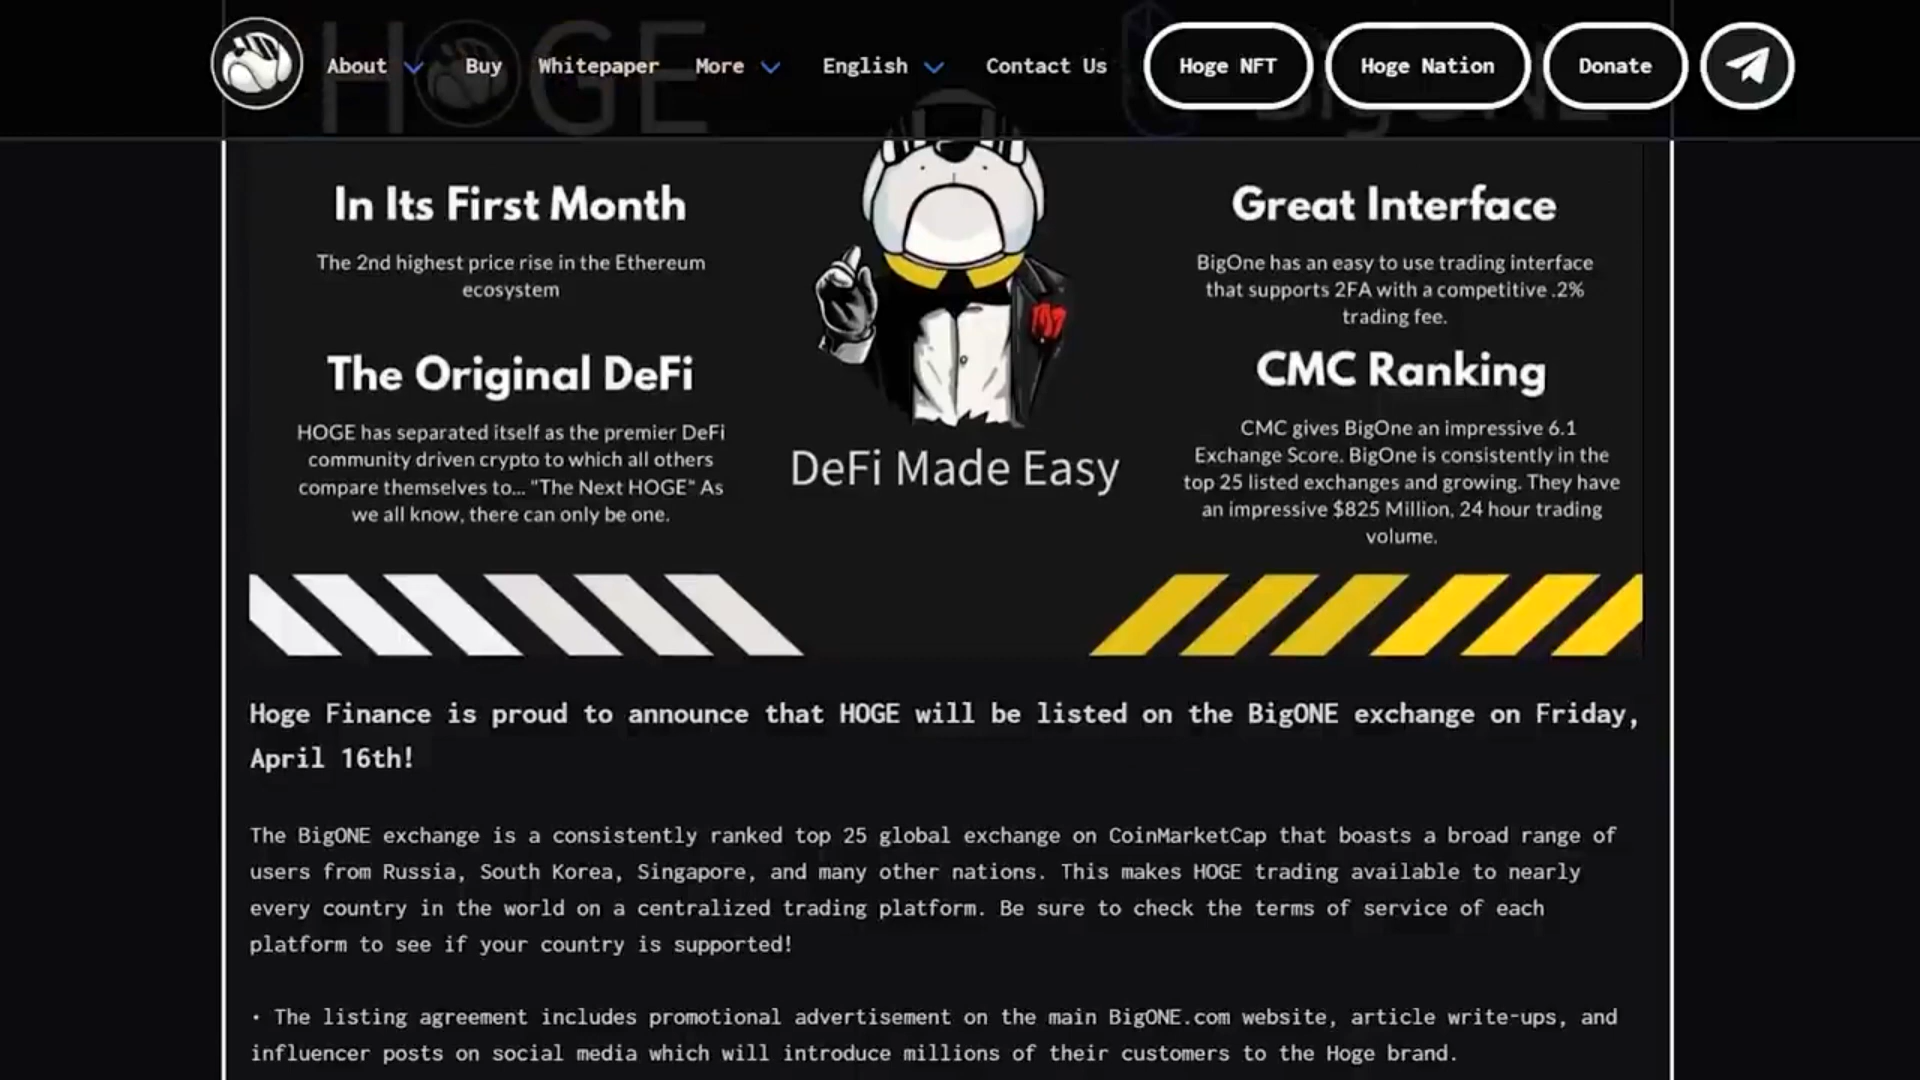 About
Buy
Whitepaper
More
English
Contact Us
Hoge NFT
Hoge Nation
Donate
HOGE
BigONE
In Its First Month
The 2nd highest price rise in the Ethereum
ecosystem
The Original DeFi
HOGE has separated itself as the premier DeFi
community driven crypto to which all others
compare themselves to... "The Next HOGE" As
we all know, there can only be one.
DeFi Made Easy
Great Interface
BigOne has an easy to use trading interface
that supports 2FA with a competitive .2%
trading fee.
CMC Ranking
CMC gives BigOne an impressive 6.1
Exchange Score. BigOne is consistently in the
top 25 listed exchanges and growing. They have
an impressive $825 Million, 24 hour trading
volume.
Hoge Finance is proud to announce that HOGE will be listed on the BigONE exchange on Friday,
April 16th!
The BigONE exchange is a consistently ranked top 25 global exchange on CoinMarketCap that boasts a broad range of
users from Russia, South Korea, Singapore, and many other nations. This makes HOGE trading available to nearly
every country in the world on a centralized trading platform. Be sure to check the terms of service of each
platform to see if your country is supported!
• The listing agreement includes promotional advertisement on the main BigONE.com website, article write-ups, and
influencer posts on social media which will introduce millions of their customers to the Hoge brand.